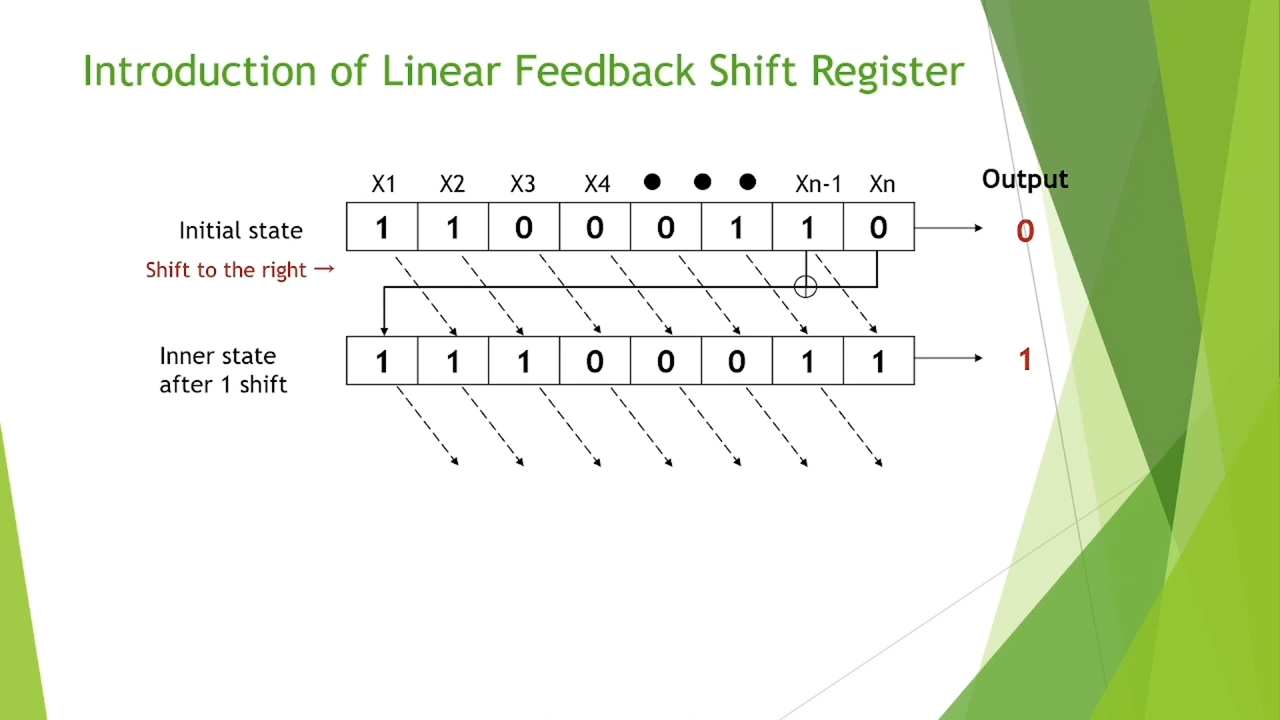 Introduction of Linear Feedback Shift Register
X1 X2 X3 X4 ● ● ● Xn-1 Xn Output
Initial state 1 1 0 0 0 1 1 0 0
Shift to the right →
Inner state
after 1 shift
1 1 1 0 0 0 1 1 1